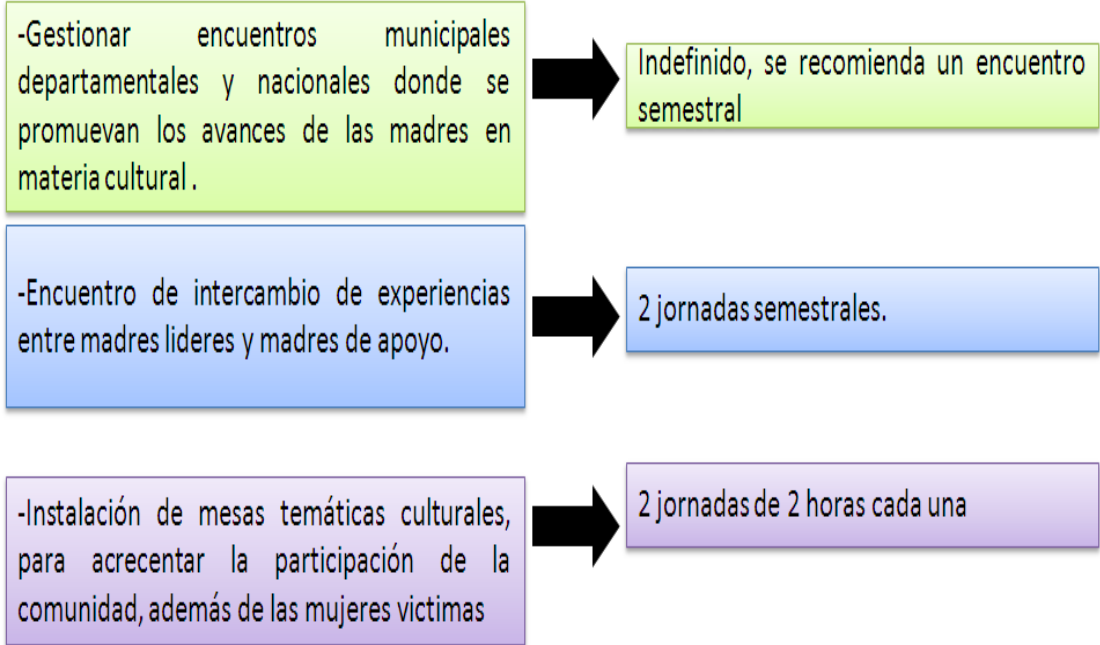 -Gestionar encuentros municipales
departamentales y nacionales donde se
promuevan los avances de las madres en
materia cultural .
Indefinido, se recomienda un encuentro
semestral
-Encuentro de intercambio de experiencias
entre madres lideres y madres de apoyo.
2 jornadas semestrales.
-Instalación de mesas temáticas culturales,
para acrecentar la participación de la
comunidad, además de las mujeres victimas
2 jornadas de 2 horas cada una